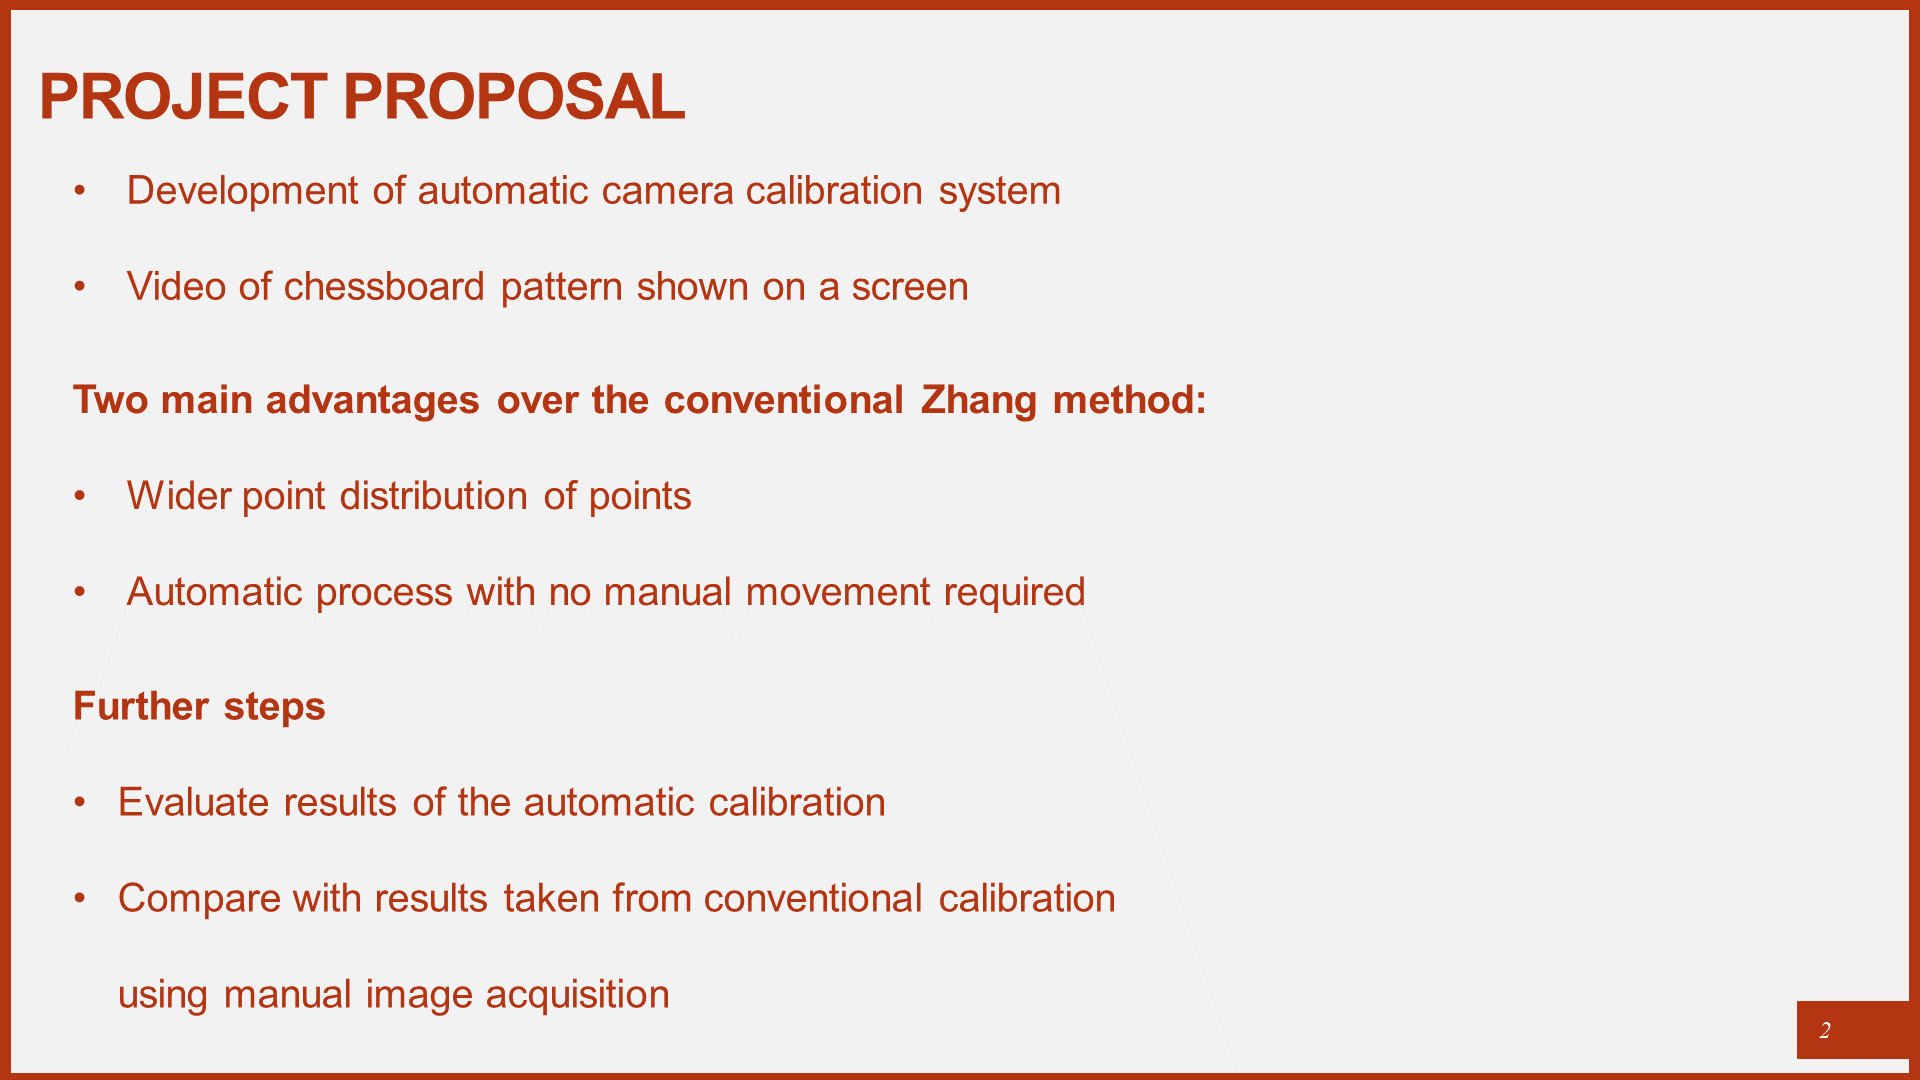 PROJECT PROPOSAL
• Development of automatic camera calibration system
• Video of chessboard pattern shown on a screen
Two main advantages over the conventional Zhang method:
• Wider point distribution of points
• Automatic process with no manual movement required
Further steps
• Evaluate results of the automatic calibration
• Compare with results taken from conventional calibration
using manual image acquisition
2